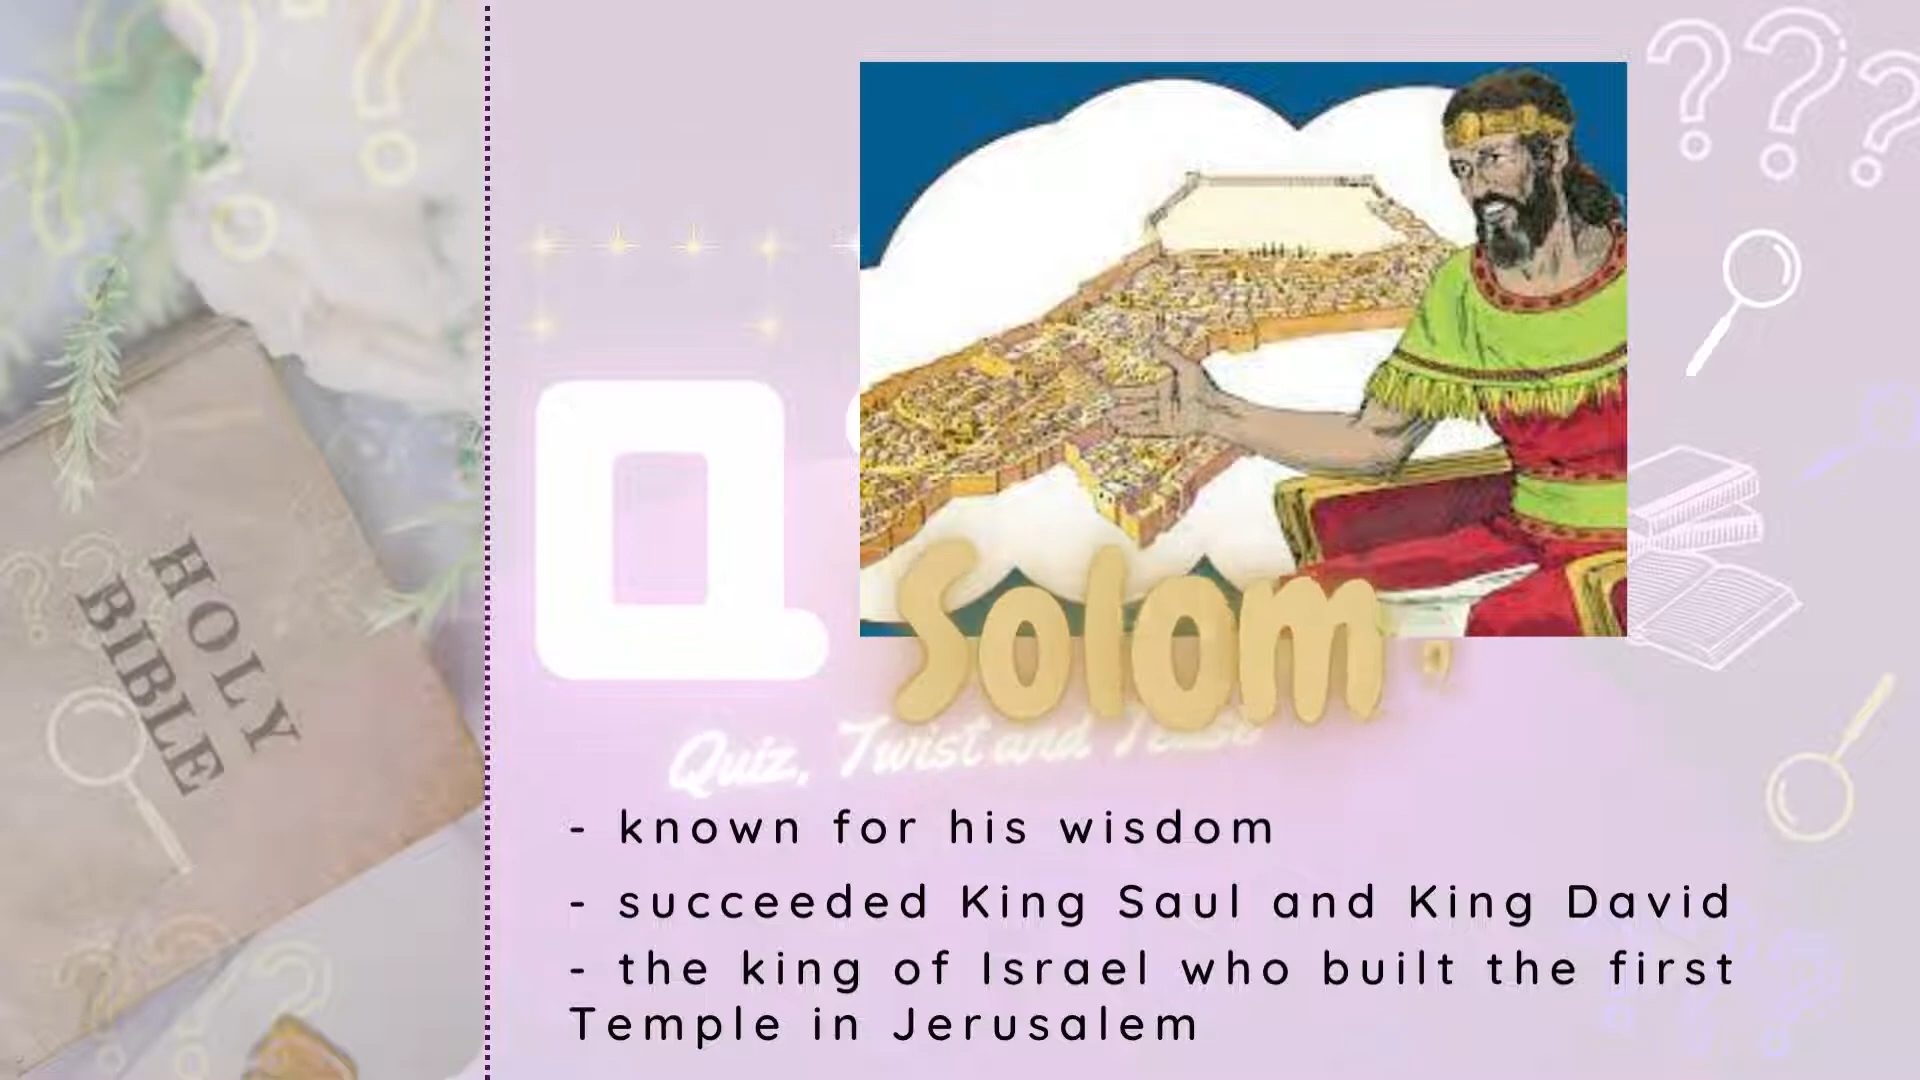 HOLY
BIBLE
Q
Solom
Quiz, Twist and
- known for his wisdom
- succeeded King Saul and King David
- the king of Israel who built the first
Temple in Jerusalem